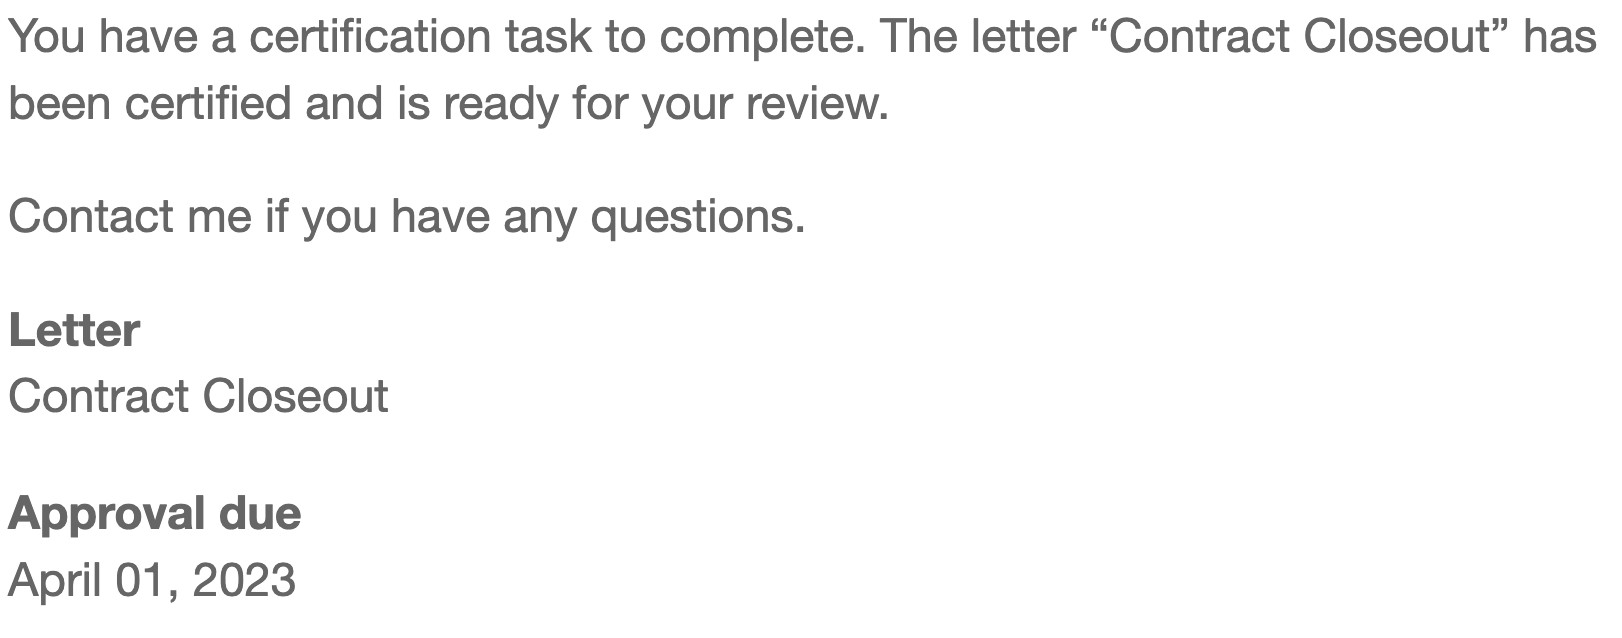 You have a certification task to complete. The letter “Contract Closeout” has
been certified and is ready for your review.
Contact me if you have any questions.
Letter
Contract Closeout
Approval due
April 01, 2023